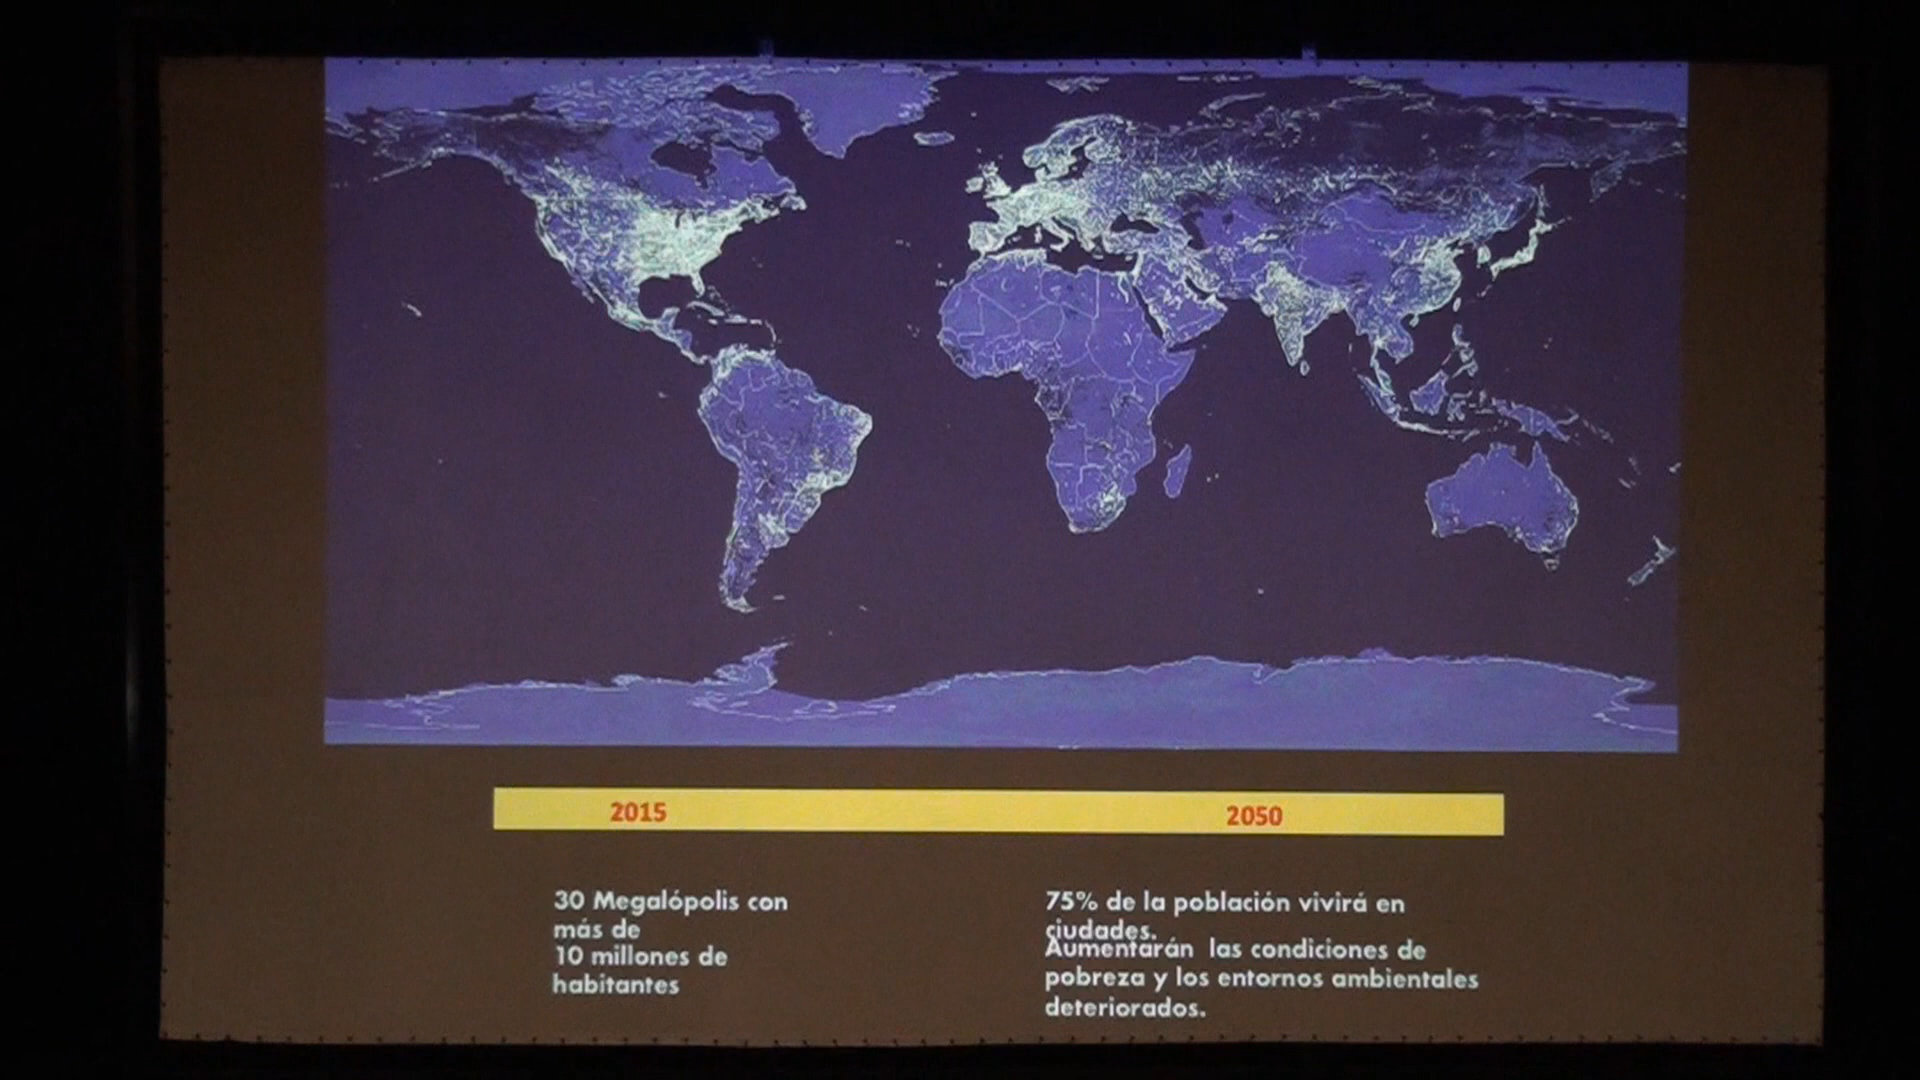 2015
2050
30 Megalópolis con
más de
10 millones de
habitantes
75% de la población vivirá en
ciudades.
Aumentarán las condiciones de
pobreza y los entornos ambientales
deteriorados.